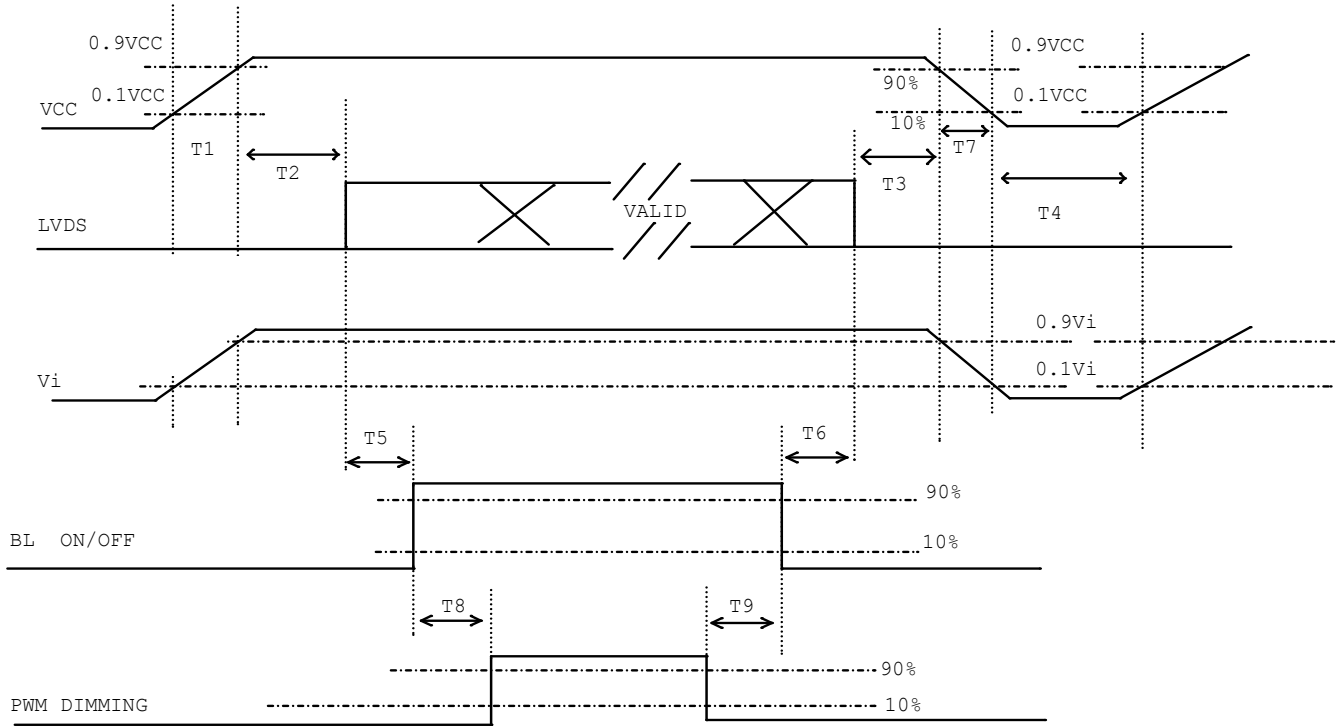 0.9VCC
0.9VCC
90%
0.1VCC
0.1VCC
VCC
10%
T1
T2
T7
T3
T4
VALID
LVDS
0.9Vi
0.1Vi
Vi
T5
T6
90%
BL ON/OFF
10%
T8
T9
90%
PWM DIMMING
10%